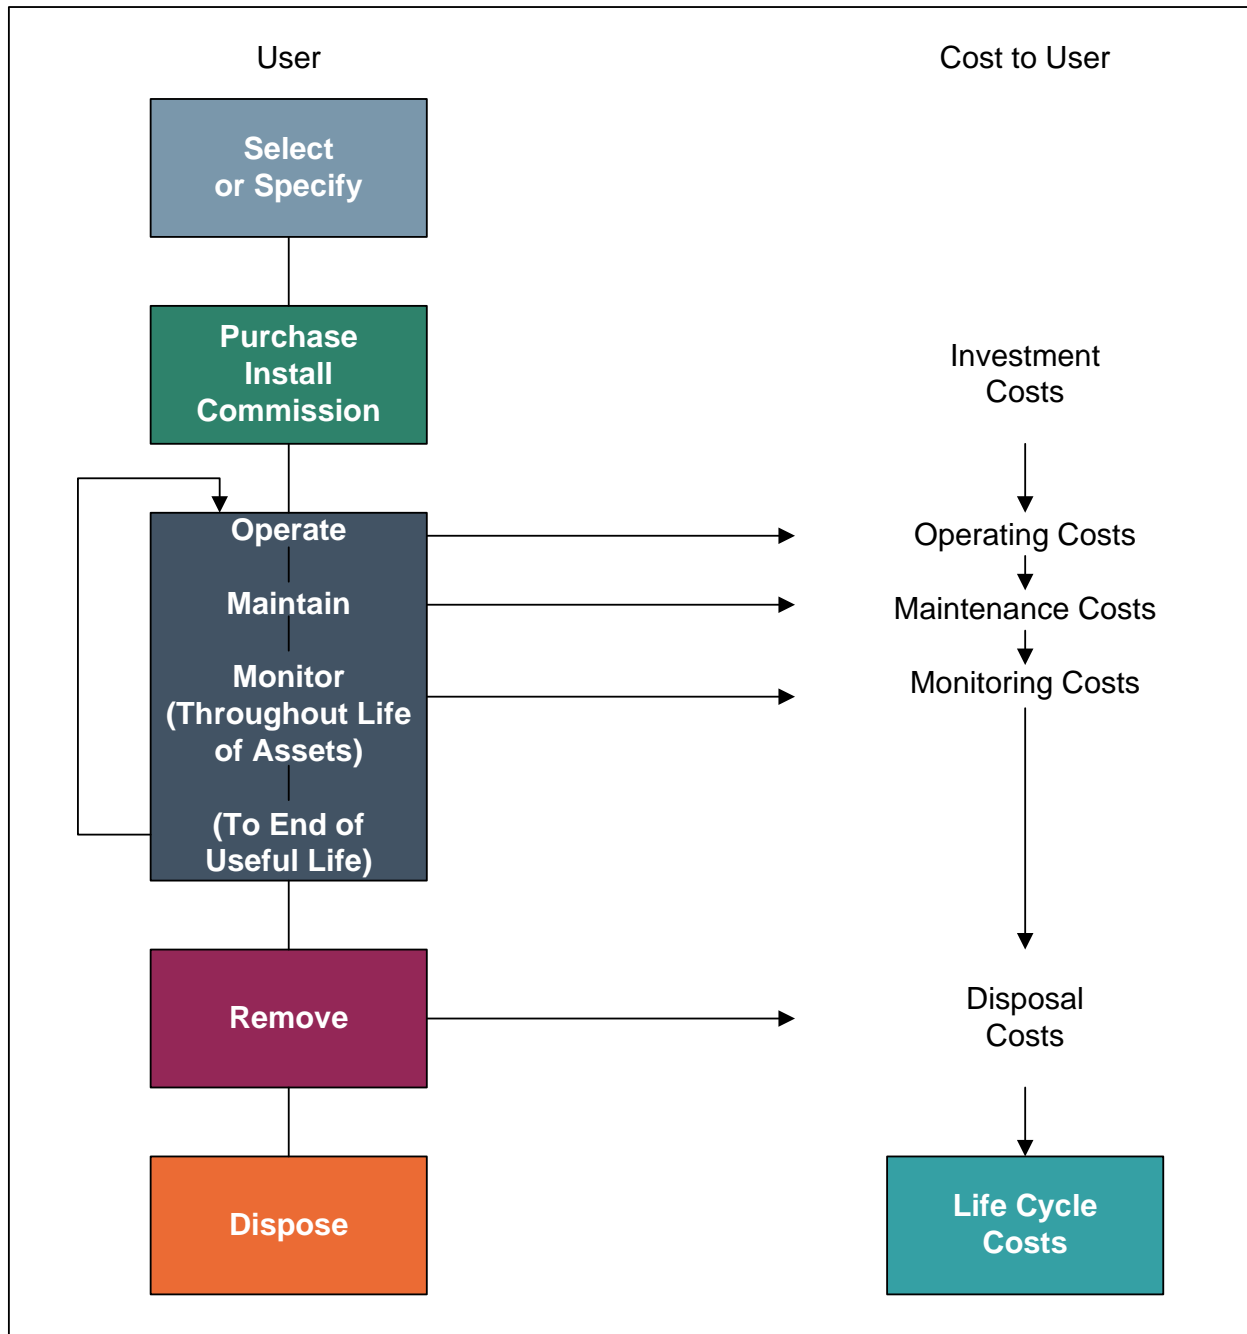 User
Cost to User
Select
or Specify
Purchase
Install
Commission
Investment
Costs
Operate
Operating Costs
Maintain
Maintenance Costs
Monitor
(Throughout Life
of Assets)
Monitoring Costs
(To End of
Useful Life)
Remove
Disposal
Costs
Dispose
Life Cycle
Costs